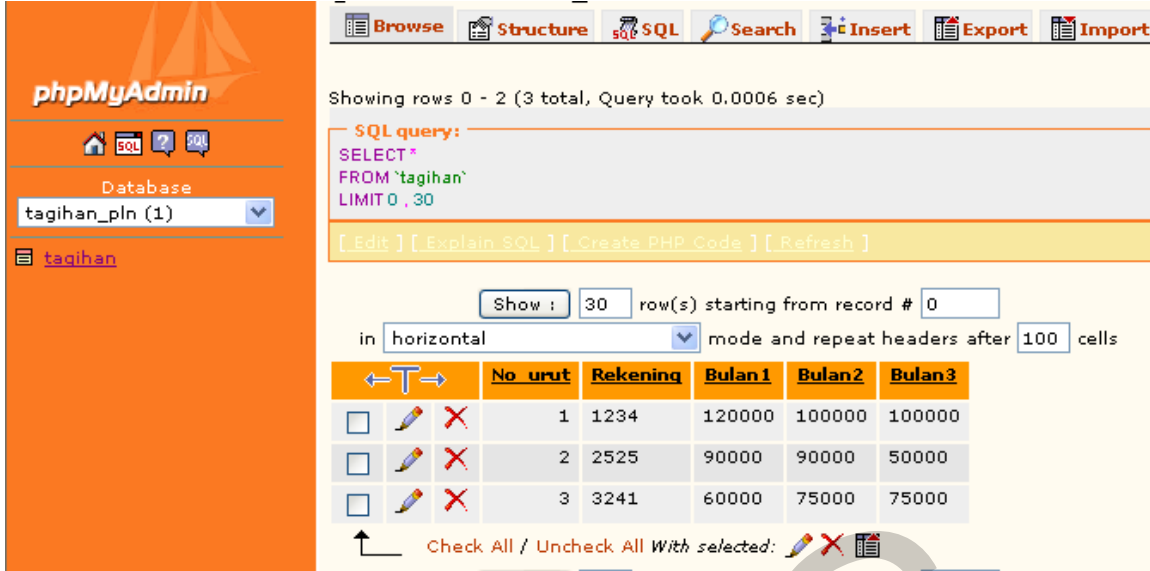 Browse Structure SQL Search Insert Export Import
phpMyAdmin
Showing rows 0 - 2 (3 total, Query took 0.0006 sec)
SQL query:
SQL SQL
SELECT *
FROM `tagihan`
LIMIT 0 , 30
Database
tagihan_pln (1)
[ Edit ] [ Explain SQL ] [ Create PHP Code ] [ Refresh ]
tagihan
Show : 30 row(s) starting from record # 0
in horizontal mode and repeat headers after 100 cells
No_urut Rekening Bulan1 Bulan2 Bulan3
1 1234 120000 100000 100000
2 2525 90000 90000 50000
3 3241 60000 75000 75000
Check All / Uncheck All With selected: